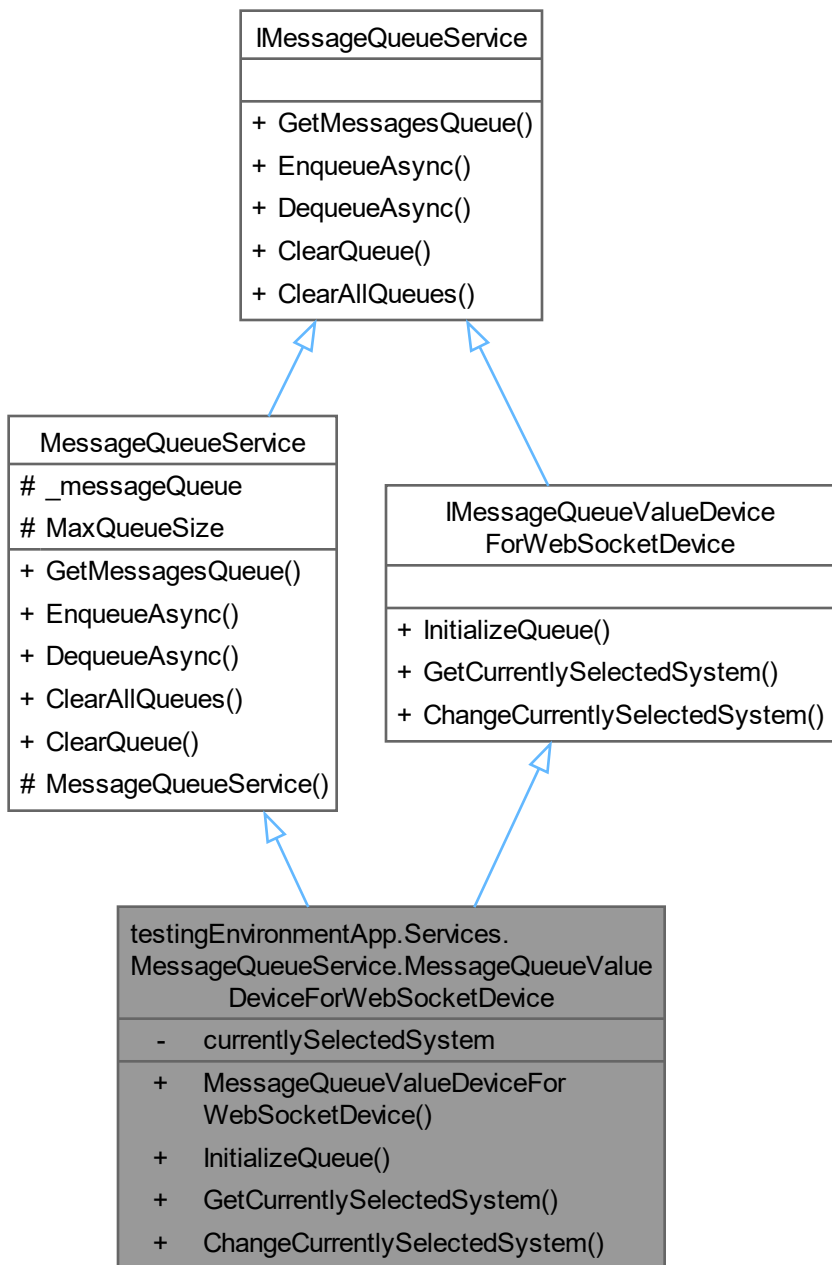 IMessageQueueService
+ GetMessagesQueue()
+ EnqueueAsync()
+ DequeueAsync()
+ ClearQueue()
+ ClearAllQueues()
MessageQueueService
# _messageQueue
# MaxQueueSize
+ GetMessagesQueue()
+ EnqueueAsync()
+ DequeueAsync()
+ ClearAllQueues()
+ ClearQueue()
# MessageQueueService()
IMessageQueueValueDevice
ForWebSocketDevice
+ InitializeQueue()
+ GetCurrentlySelectedSystem()
+ ChangeCurrentlySelectedSystem()
testingEnvironmentApp.Services.
MessageQueueService.MessageQueueValue
DeviceForWebSocketDevice
- currentlySelectedSystem
+ MessageQueueValueDeviceFor
WebSocketDevice()
+ InitializeQueue()
+ GetCurrentlySelectedSystem()
+ ChangeCurrentlySelectedSystem()